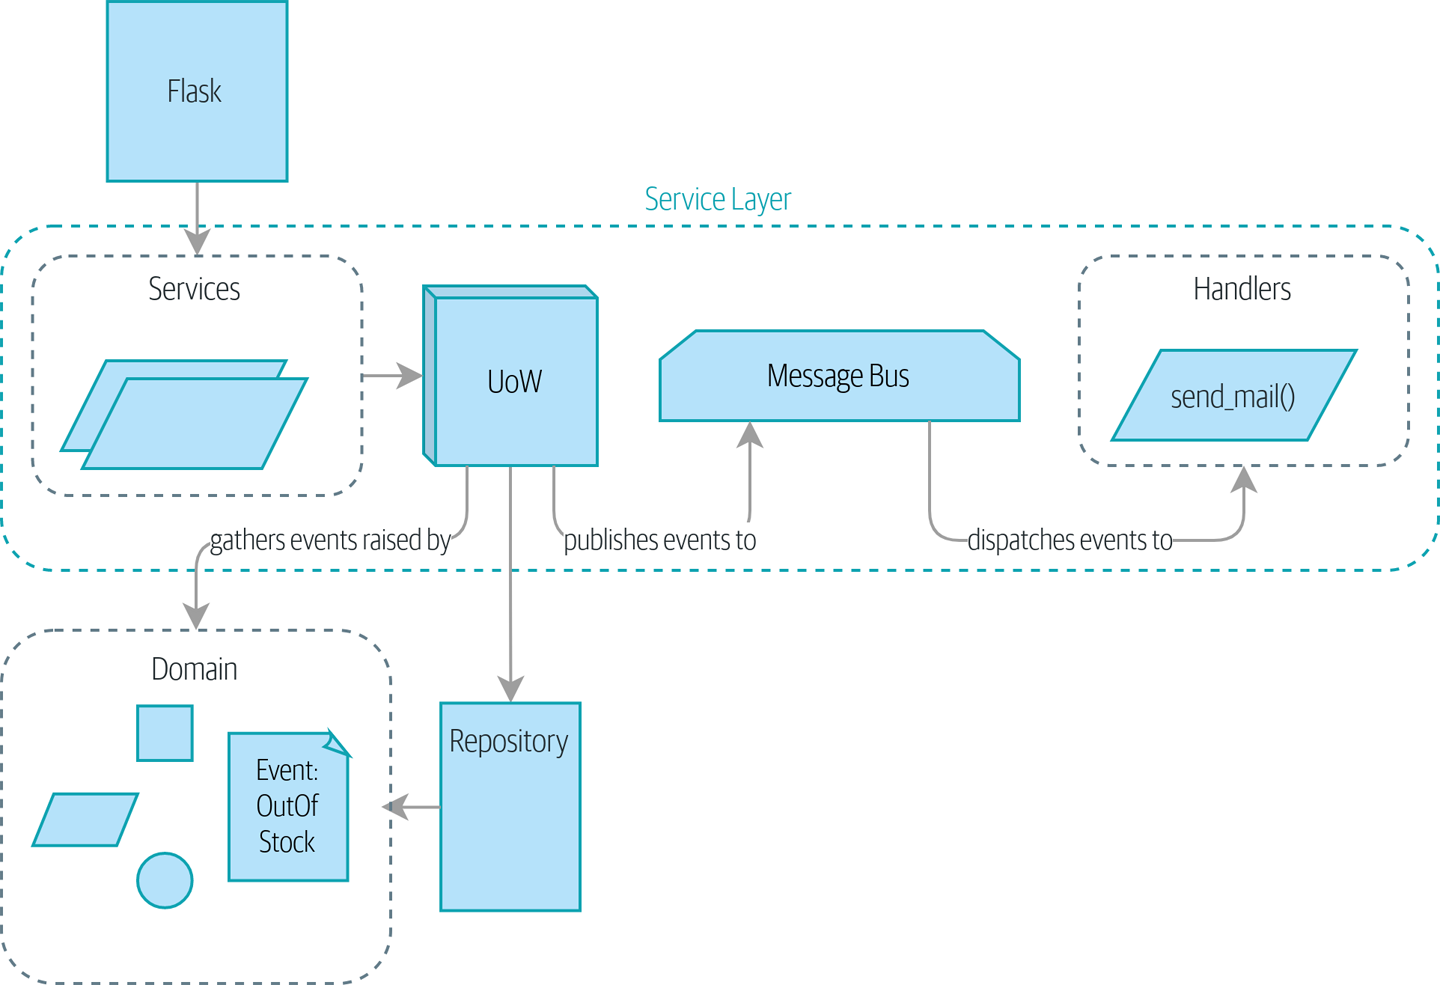 Flask
Service Layer
Services
UoW
Message Bus
Handlers
send_mail()
gathers events raised by
publishes events to
dispatches events to
Domain
Event:
OutOf
Stock
Repository